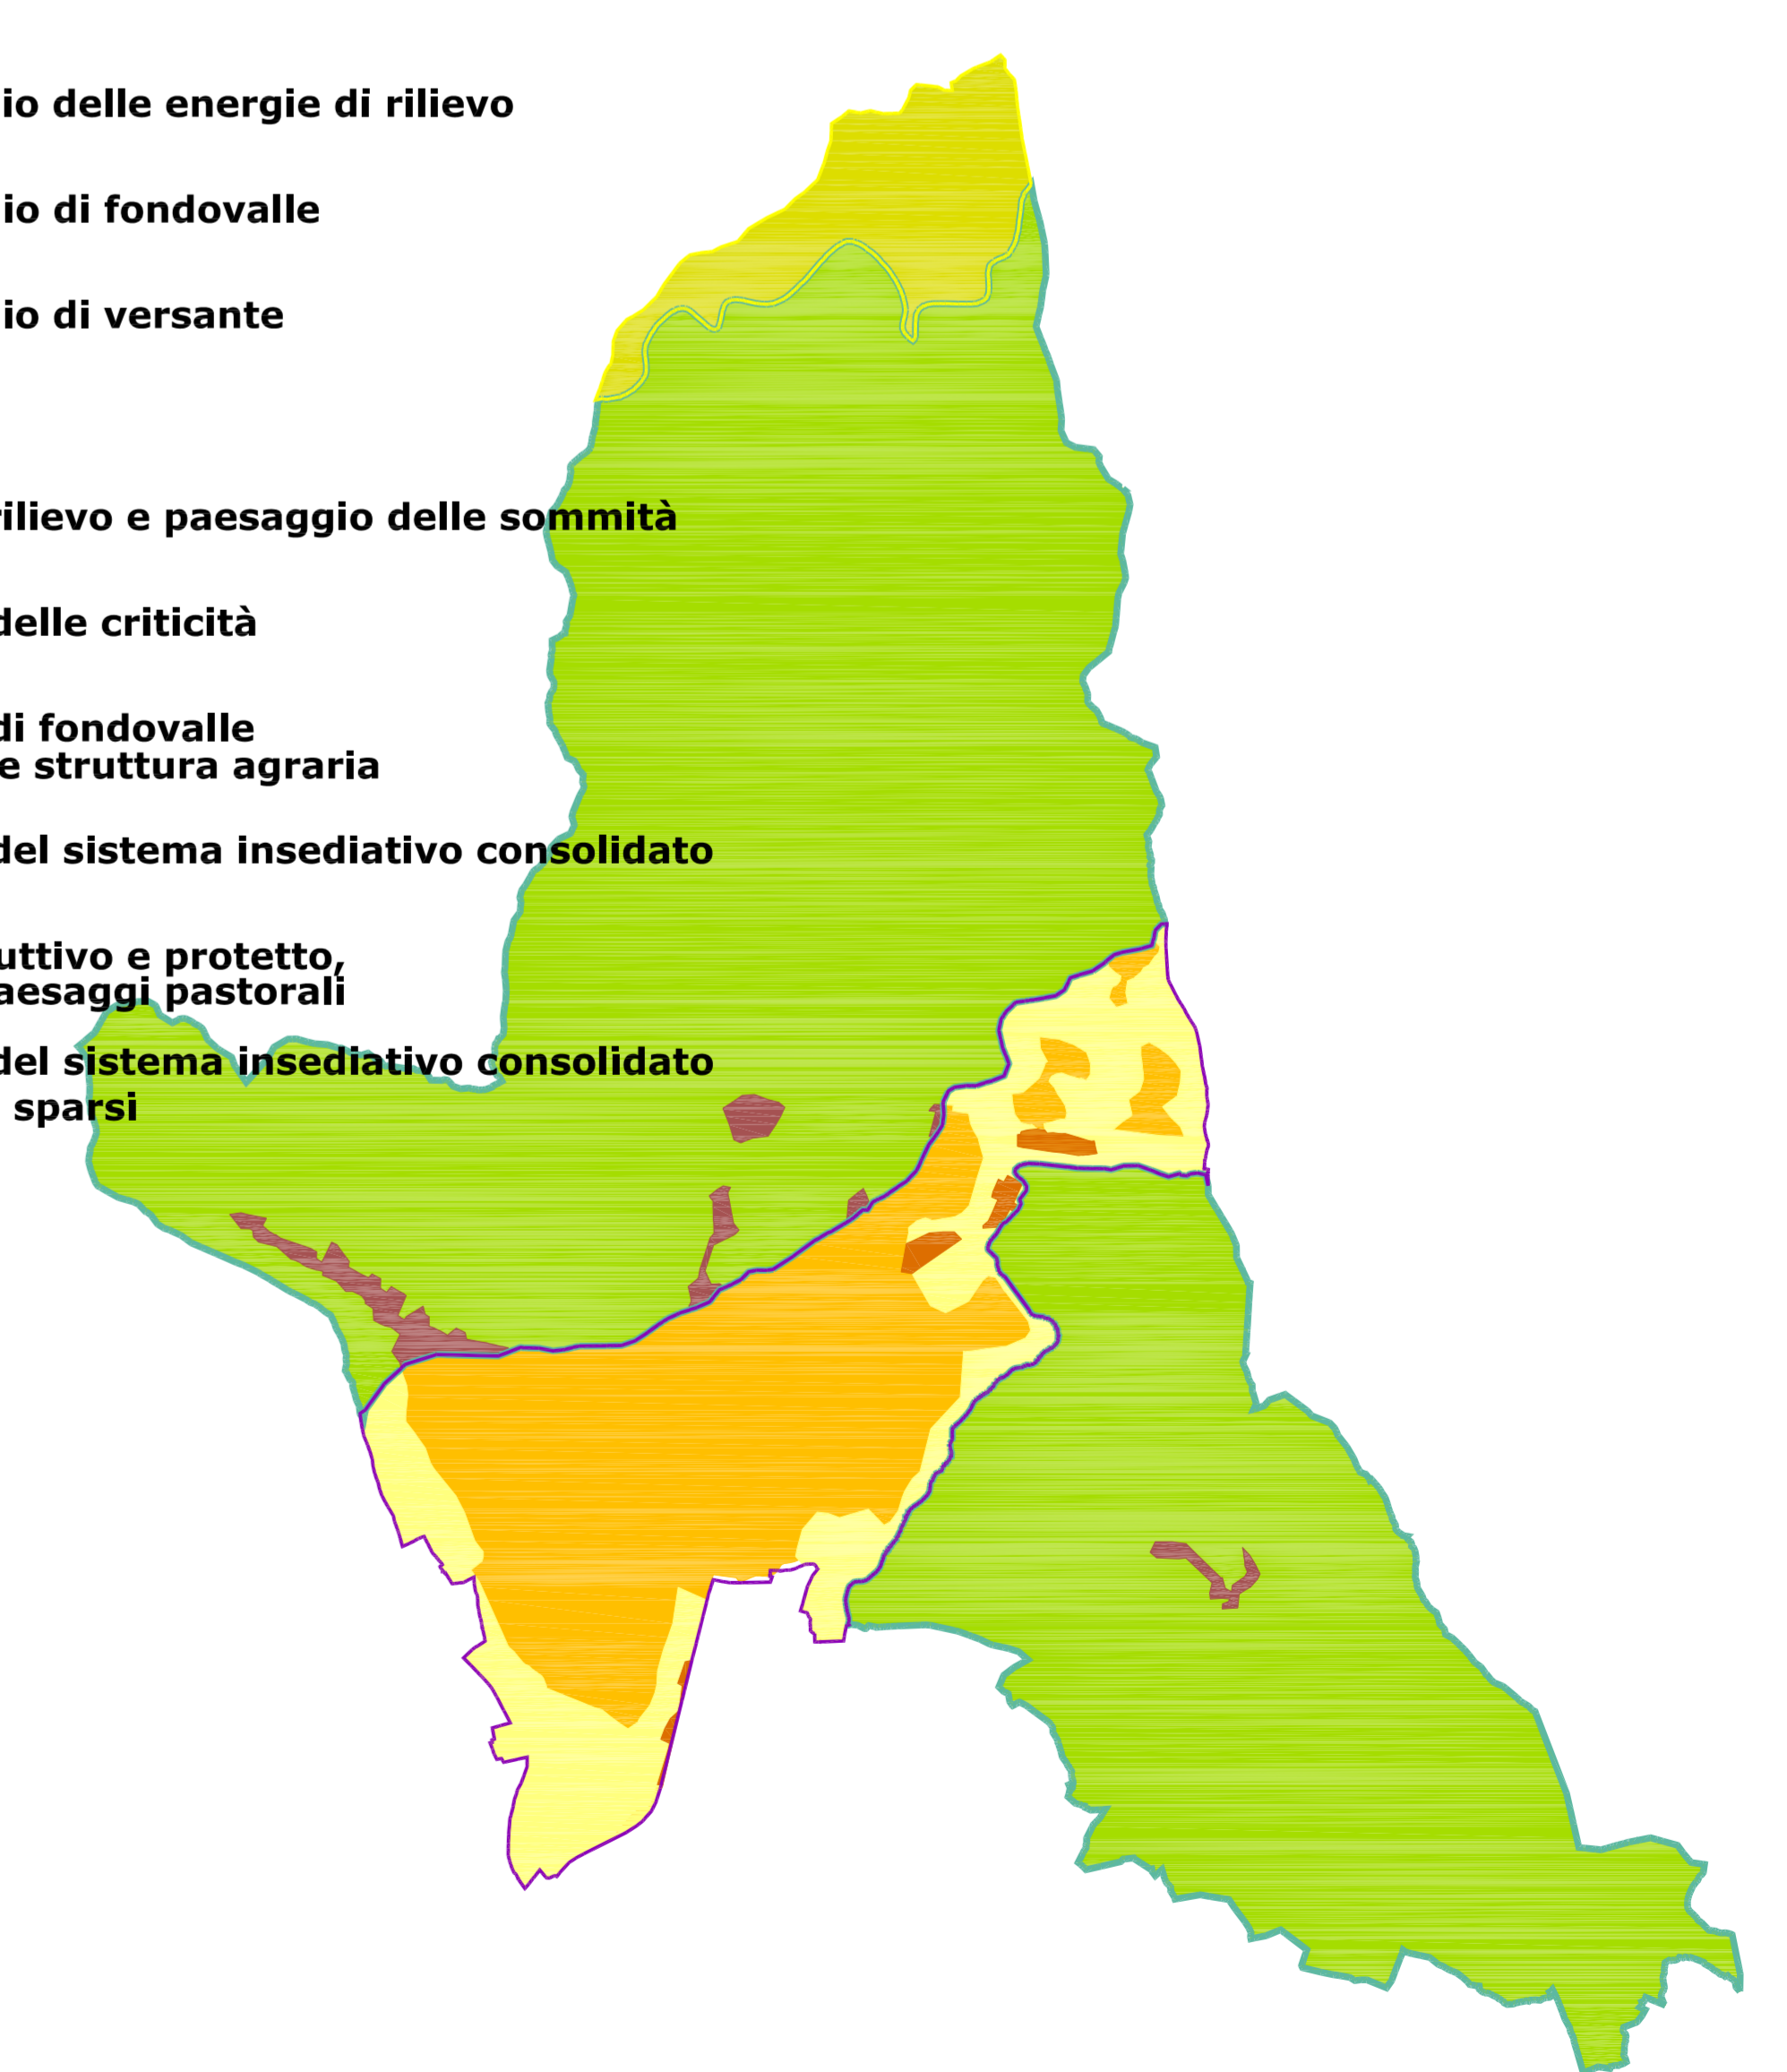 io delle energie di rilievo
io di fondovalle
io di versante
rilievo e paesaggio delle sommità
delle criticità
di fondovalle
e struttura agraria
del sistema insediativo consolidato
uttivo e protetto,
aesaggi pastorali
del sistema insediativo consolidato
sparsi